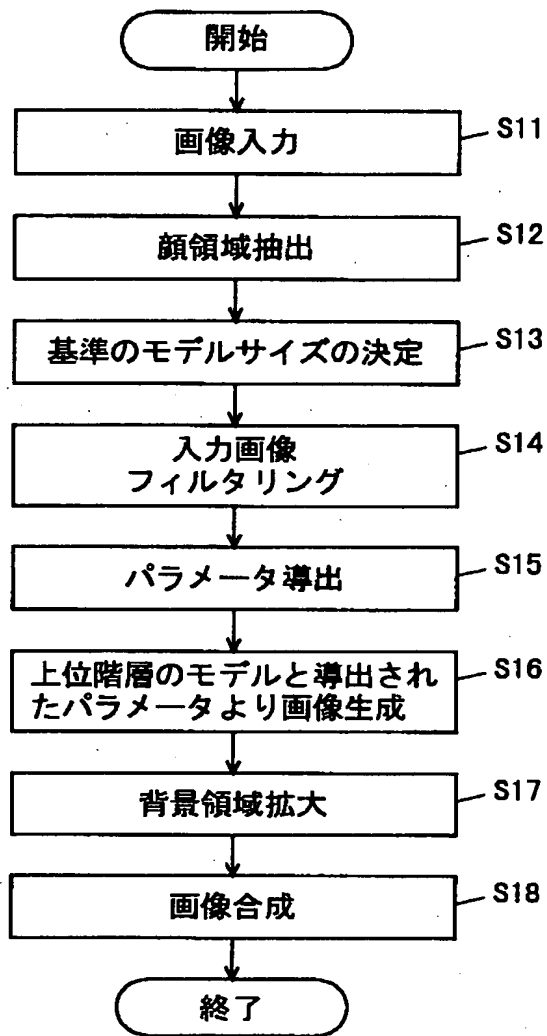 開始
画像入力
S11
顔領域抽出
S12
基準のモデルサイズの決定
S13
入力画像
フィルタリング
S14
パラメータ導出
S15
上位階層のモデルと導出され
たパラメータより画像生成
S16
背景領域拡大
S17
画像合成
S18
終了